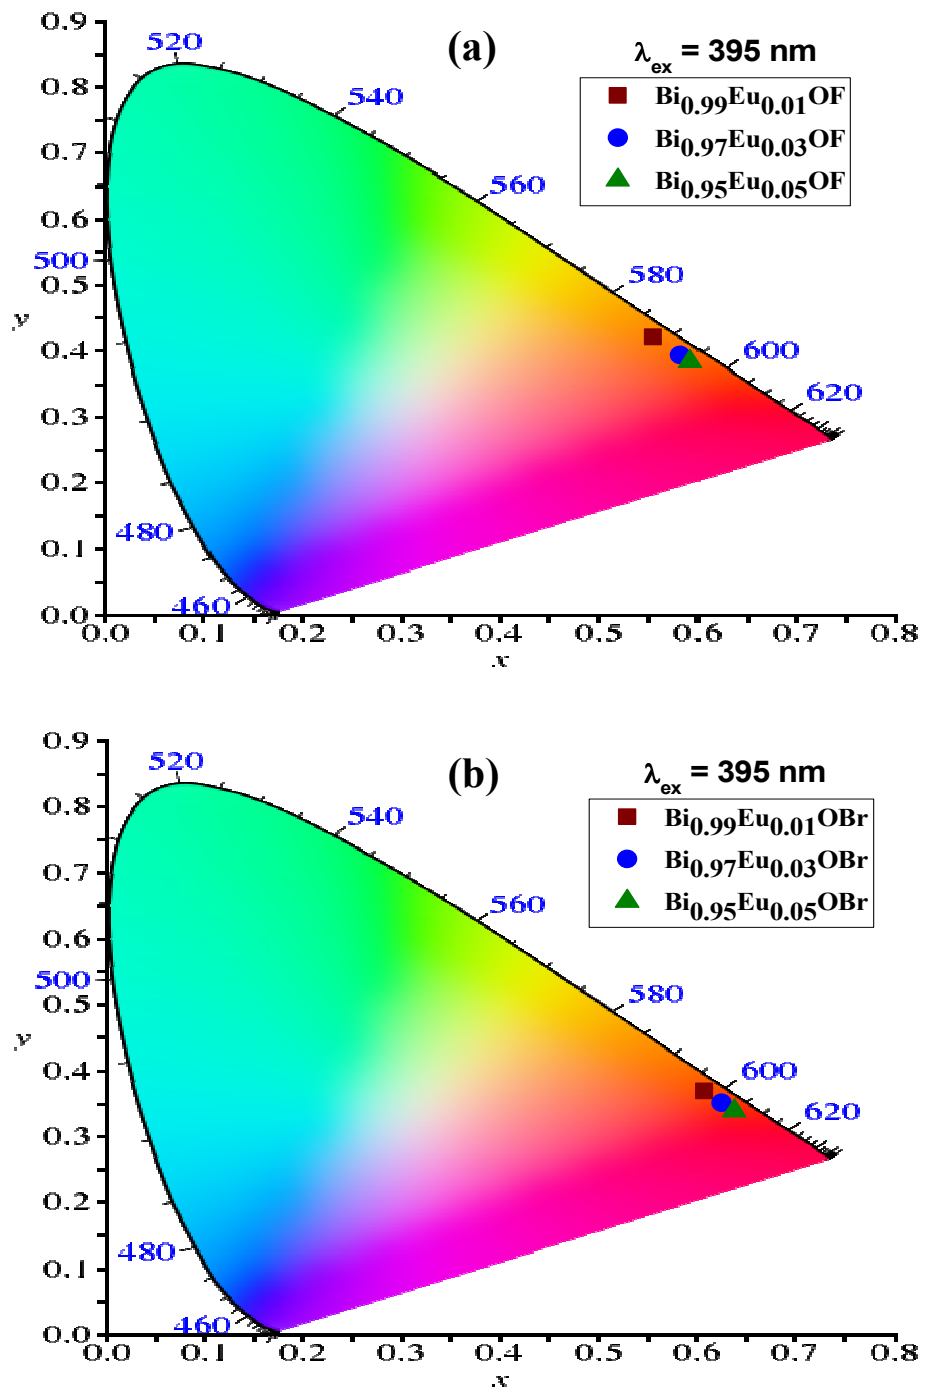 0.9
520
(a)
λex = 395 nm
0.8
540
Bi0.99Eu0.01OF
Bi0.97Eu0.03OF
Bi0.95Eu0.05OF
0.7
560
0.6
500
580
0.5
y
0.4
600
620
0.3
0.2
480
0.1
460
0.0
0.0 0.1 0.2 0.3 0.4 0.5 0.6 0.7 0.8
x
0.9
520
(b)
λex = 395 nm
0.8
540
Bi0.99Eu0.01OBr
Bi0.97Eu0.03OBr
Bi0.95Eu0.05OBr
0.7
560
0.6
500
580
0.5
y
0.4
600
620
0.3
0.2
480
0.1
460
0.0
0.0 0.1 0.2 0.3 0.4 0.5 0.6 0.7 0.8
x